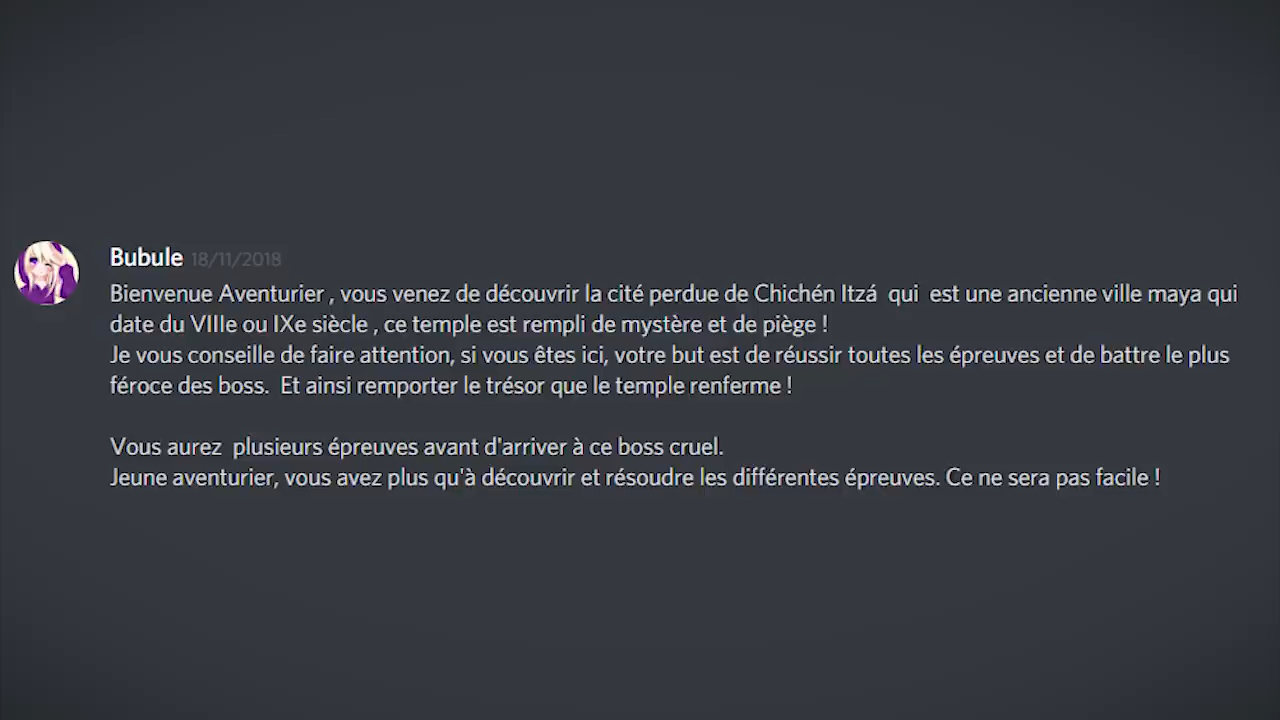 Bubule 18/11/2018
Bienvenue Aventurier , vous venez de découvrir la cité perdue de Chichén Itzá  qui  est une ancienne ville maya qui
date du VIIIe ou IXe siècle , ce temple est rempli de mystère et de piège !
Je vous conseille de faire attention, si vous êtes ici, votre but est de réussir toutes les épreuves et de battre le plus
féroce des boss.  Et ainsi remporter le trésor que le temple renferme !
Vous aurez  plusieurs épreuves avant d'arriver à ce boss cruel.
Jeune aventurier, vous avez plus qu'à découvrir et résoudre les différentes épreuves. Ce ne sera pas facile !